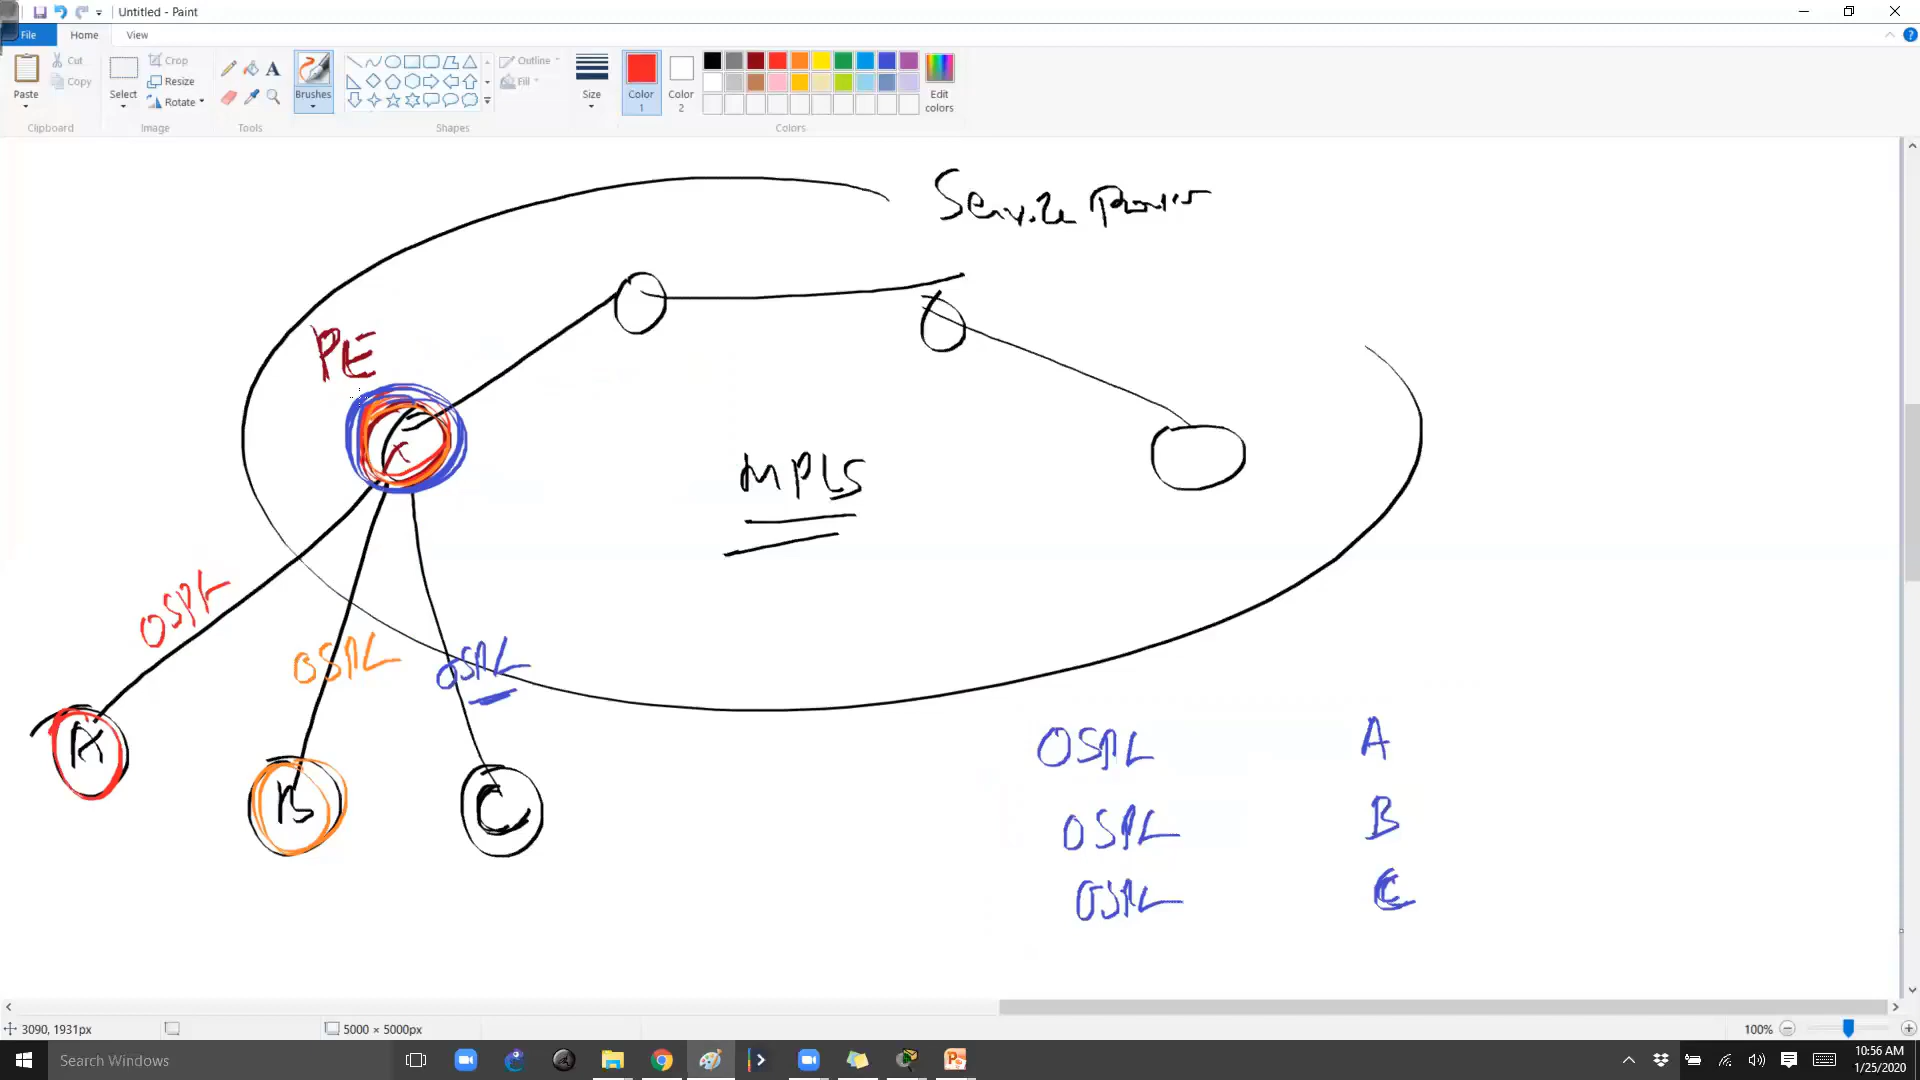 Untitled - Paint
File Home View
Paste
Cut
Copy
Clipboard
Select
Crop
Resize
Rotate
Image
Tools
Brushes
Shapes
Outline
Fill
Size
Color 1
Color 2
Edit colors
Colors
Service
PE
MPLS
OSPF
OSPF
OSPF
A
B
C
OSPF A
OSPF B
OSPF C
3090, 1931px
5000 × 5000px
100%
Search Windows
10:56 AM
1/25/2020